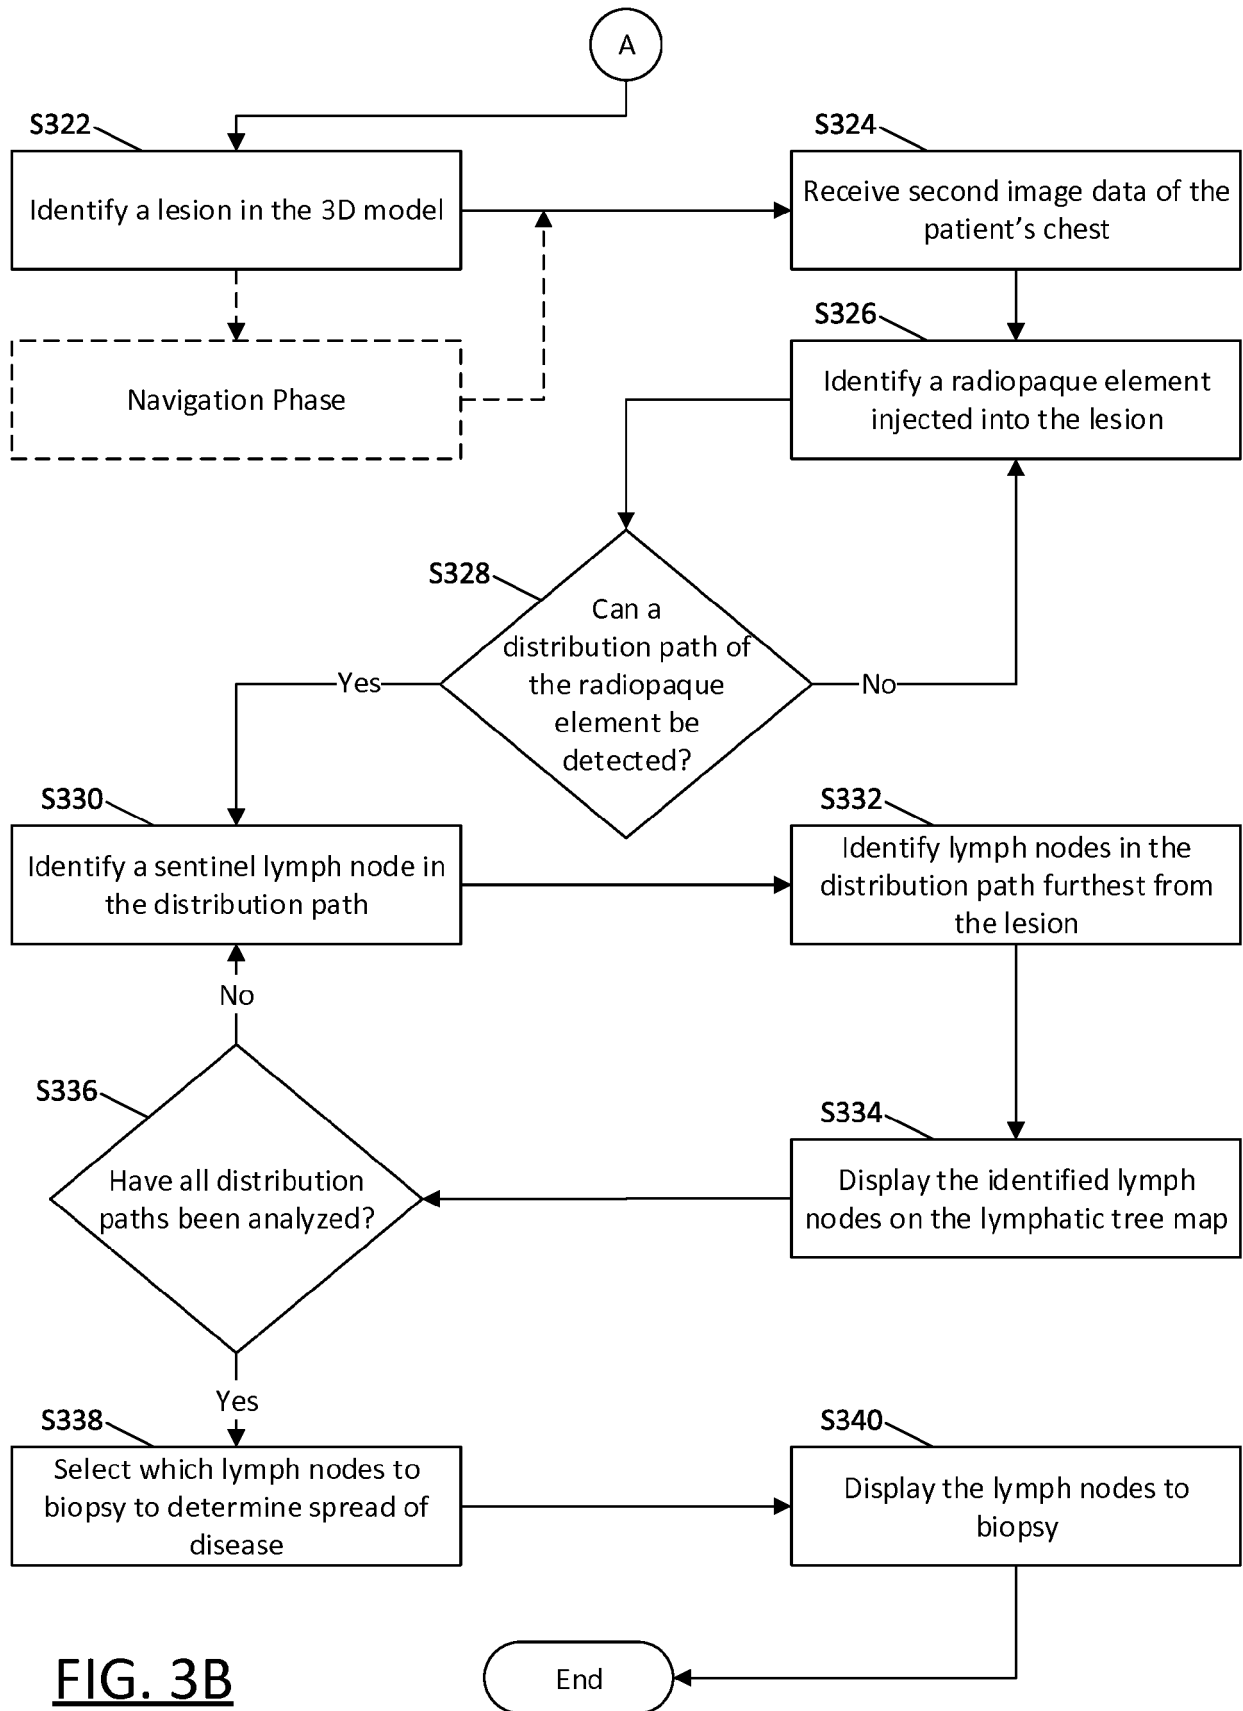 A
S322
Identify a lesion in the 3D model
S324
Receive second image data of the
patient's chest
Navigation Phase
S326
Identify a radiopaque element
injected into the lesion
S328
Can a
distribution path of
the radiopaque
element be
detected?
Yes
No
S330
Identify a sentinel lymph node in
the distribution path
S332
Identify lymph nodes in the
distribution path furthest from
the lesion
No
S336
Have all distribution
paths been analyzed?
S334
Display the identified lymph
nodes on the lymphatic tree map
Yes
S338
Select which lymph nodes to
biopsy to determine spread of
disease
S340
Display the lymph nodes to
biopsy
End
FIG. 3B